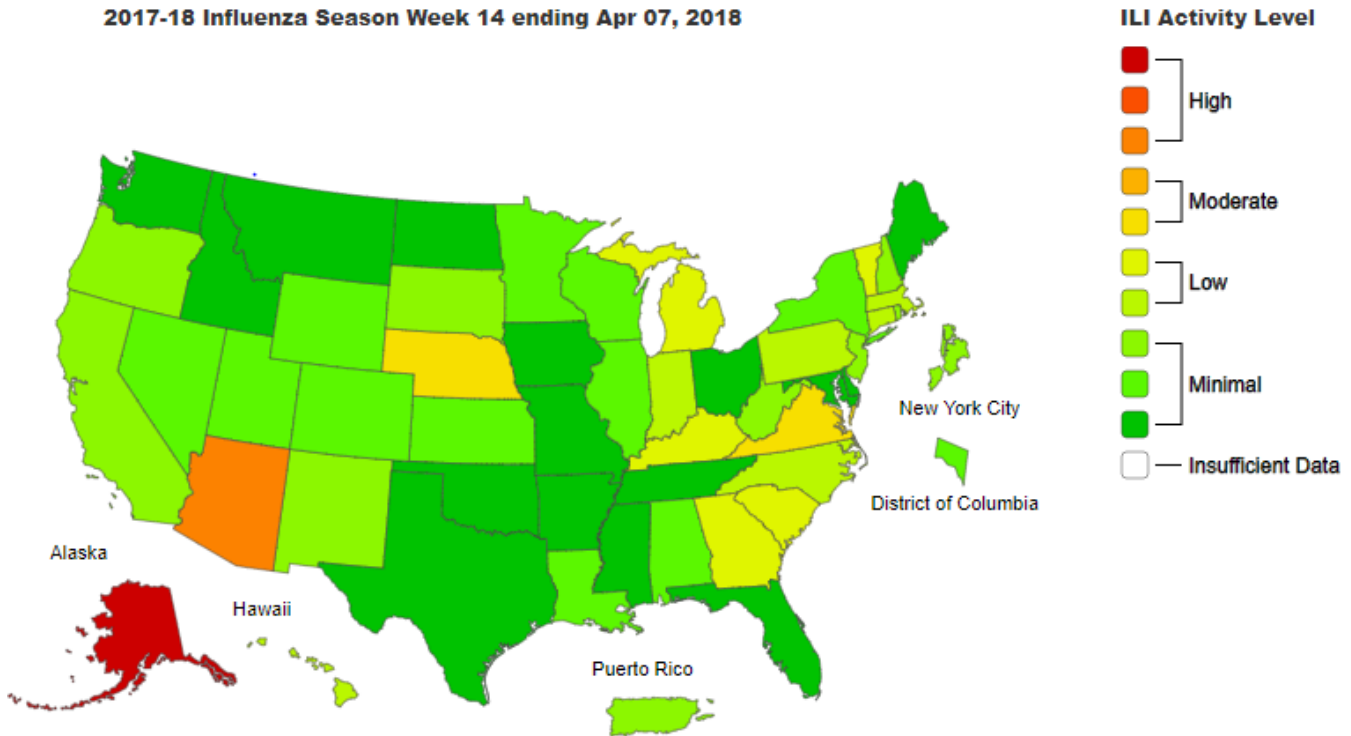 2017-18 Influenza Season Week 14 ending Apr 07, 2018
ILI Activity Level
High
Moderate
Low
Minimal
Insufficient Data
New York City
District of Columbia
Alaska
Hawaii
Puerto Rico